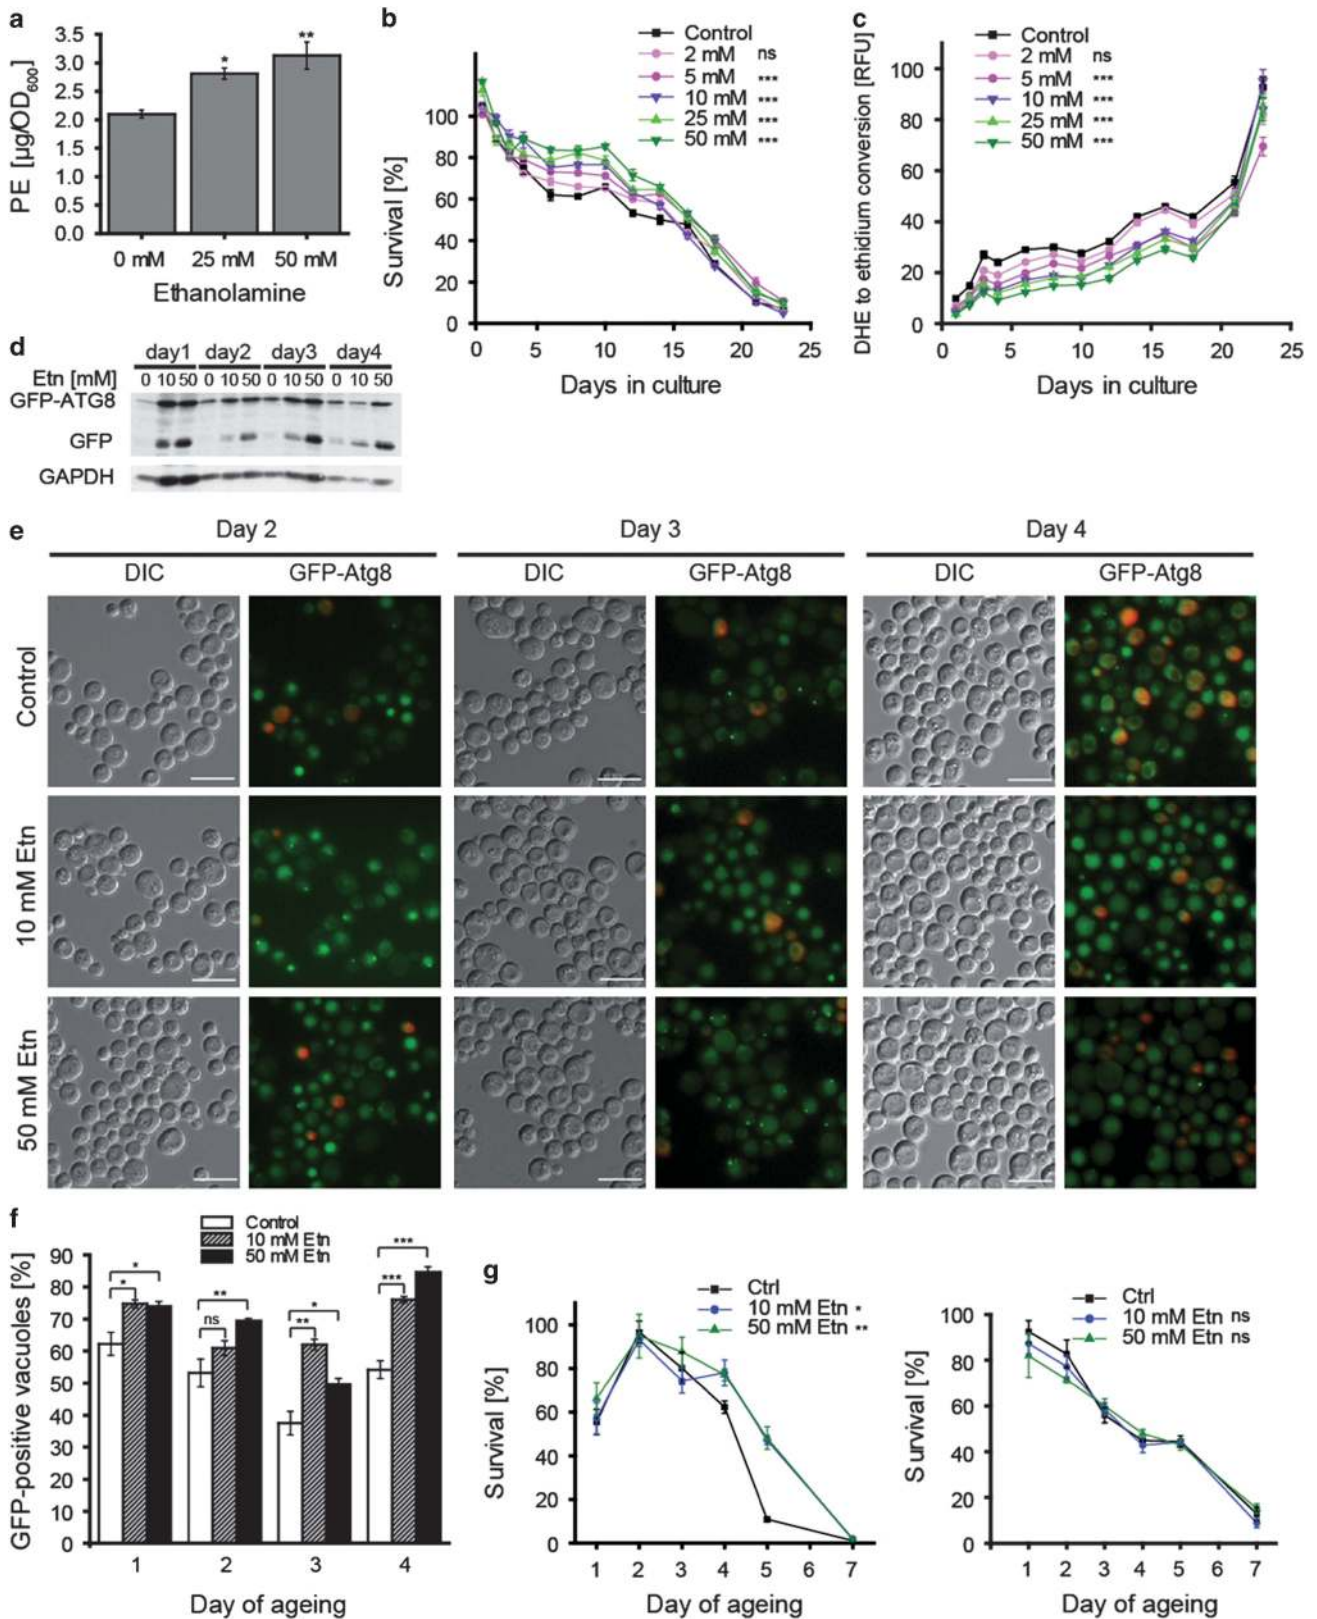 a
3.5
3.0
2.5
2.0
1.5
1.0
0.5
0.0
PE [µg/OD600]
*
**
0 mM 25 mM 50 mM
Ethanolamine
b
Control
2 mM ns
5 mM ***
10 mM ***
25 mM ***
50 mM ***
100
80
60
40
20
0
Survival [%]
0 5 10 15 20 25
Days in culture
c
Control
2 mM ns
5 mM ***
10 mM ***
25 mM ***
50 mM ***
100
80
60
40
20
0
DHE to ethidium conversion [RFU]
0 5 10 15 20 25
Days in culture
d
day1 day2 day3 day4
Etn [mM] 0 10 50 0 10 50 0 10 50 0 10 50
GFP-ATG8
GFP
GAPDH
e
Day 2 Day 3 Day 4
DIC GFP-Atg8 DIC GFP-Atg8 DIC GFP-Atg8
Control
10 mM Etn
50 mM Etn
f
Control
10 mM Etn
50 mM Etn
90
80
70
60
50
40
30
20
10
0
GFP-positive vacuoles [%]
*
*
**
ns
*
**
***
***
1 2 3 4
Day of ageing
g
Ctrl
10 mM Etn *
50 mM Etn **
100
80
60
40
20
0
Survival [%]
1 2 3 4 5 6 7
Day of ageing
Ctrl
10 mM Etn ns
50 mM Etn ns
100
80
60
40
20
0
Survival [%]
1 2 3 4 5 6 7
Day of ageing